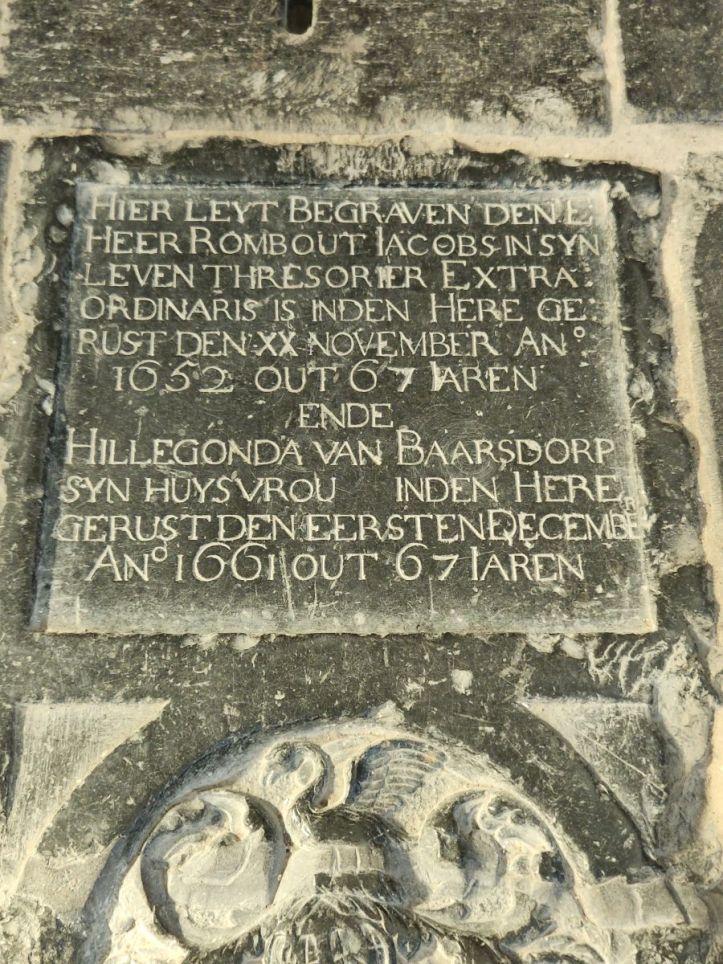 HIER LEYT BEGRAVEN DEN E.
HEER ROMBOUT IACOBS IN SYN
LEVEN THRESORIER EXTRA:
ORDINARIS IS INDEN HERE GE:
RUST DEN XX NOVEMBER AN°.
1652 OUT 67 IAREN
ENDE
HILLEGONDA VAN BAARSDORP
SYN HUYSVROU INDEN HERE
GERUST DEN EERSTEN DECEMBE
AN° 1661 OUT 67 IAREN